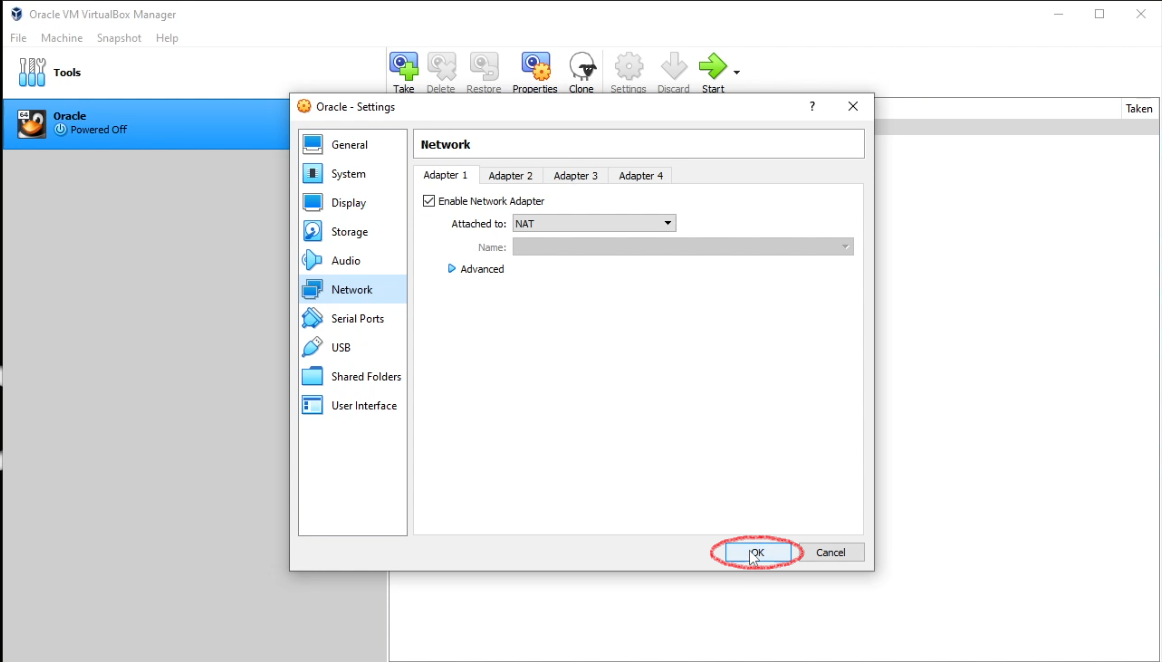 Oracle VM VirtualBox Manager
File Machine Snapshot Help
Tools
Take Delete Restore Properties Clone Settings Discard Start
64
Oracle
Powered Off
Taken
Oracle - Settings ?
General
System
Display
Storage
Audio
Network
Serial Ports
USB
Shared Folders
User Interface
Network
Adapter 1 Adapter 2 Adapter 3 Adapter 4
Enable Network Adapter
Attached to: NAT
Name:
Advanced
OK Cancel